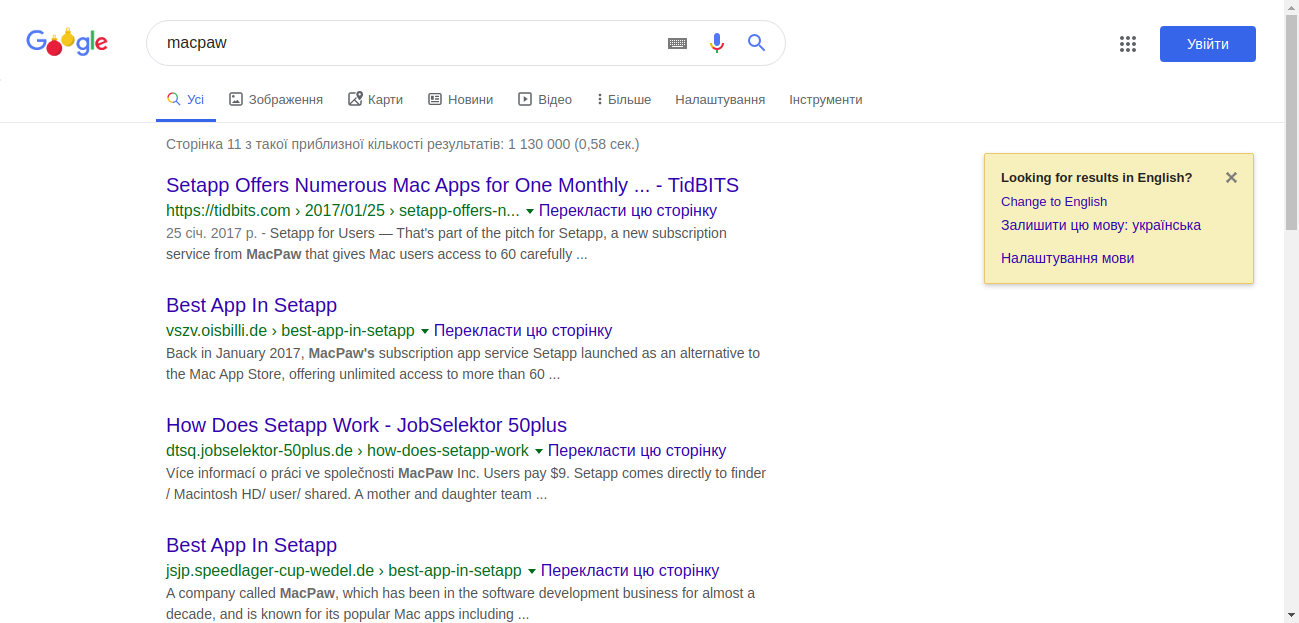 Google
macpaw
Увійти
Усі Зображення Карти Новини Відео Більше Налаштування Інструменти
Сторінка 11 з такої приблизної кількості результатів: 1 130 000 (0,58 сек.)
Setapp Offers Numerous Mac Apps for One Monthly ... - TidBITS
https://tidbits.com › 2017/01/25 › setapp-offers-n... Перекласти цю сторінку
25 січ. 2017 р. - Setapp for Users — That's part of the pitch for Setapp, a new subscription
service from MacPaw that gives Mac users access to 60 carefully ...
Best App In Setapp
vszv.oisbilli.de › best-app-in-setapp Перекласти цю сторінку
Back in January 2017, MacPaw's subscription app service Setapp launched as an alternative to
the Mac App Store, offering unlimited access to more than 60 ...
How Does Setapp Work - JobSelektor 50plus
dtsq.jobselektor-50plus.de › how-does-setapp-work Перекласти цю сторінку
Více informací o práci ve společnosti MacPaw Inc. Users pay $9. Setapp comes directly to finder
/ Macintosh HD/ user/ shared. A mother and daughter team ...
Best App In Setapp
jsjp.speedlager-cup-wedel.de › best-app-in-setapp Перекласти цю сторінку
A company called MacPaw, which has been in the software development business for almost a
decade, and is known for its popular Mac apps including ...
Looking for results in English?
Change to English
Залишити цю мову: українська
Налаштування мови